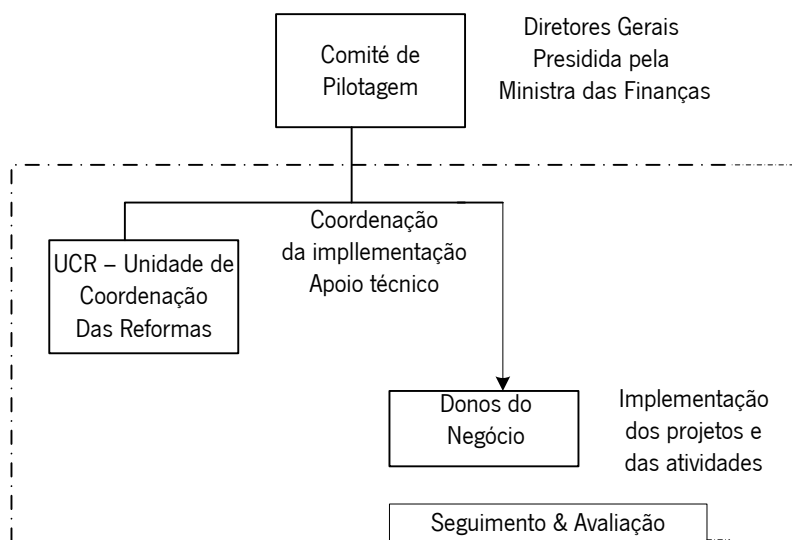 Comité de
Pilotagem
Diretores Gerais
Presidida pela
Ministra das Finanças
UCR – Unidade de
Coordenação
Das Reformas
Coordenação
da impllementação
Apoio técnico
Donos do
Negócio
Implementação
dos projetos e
das atividades
Seguimento & Avaliação